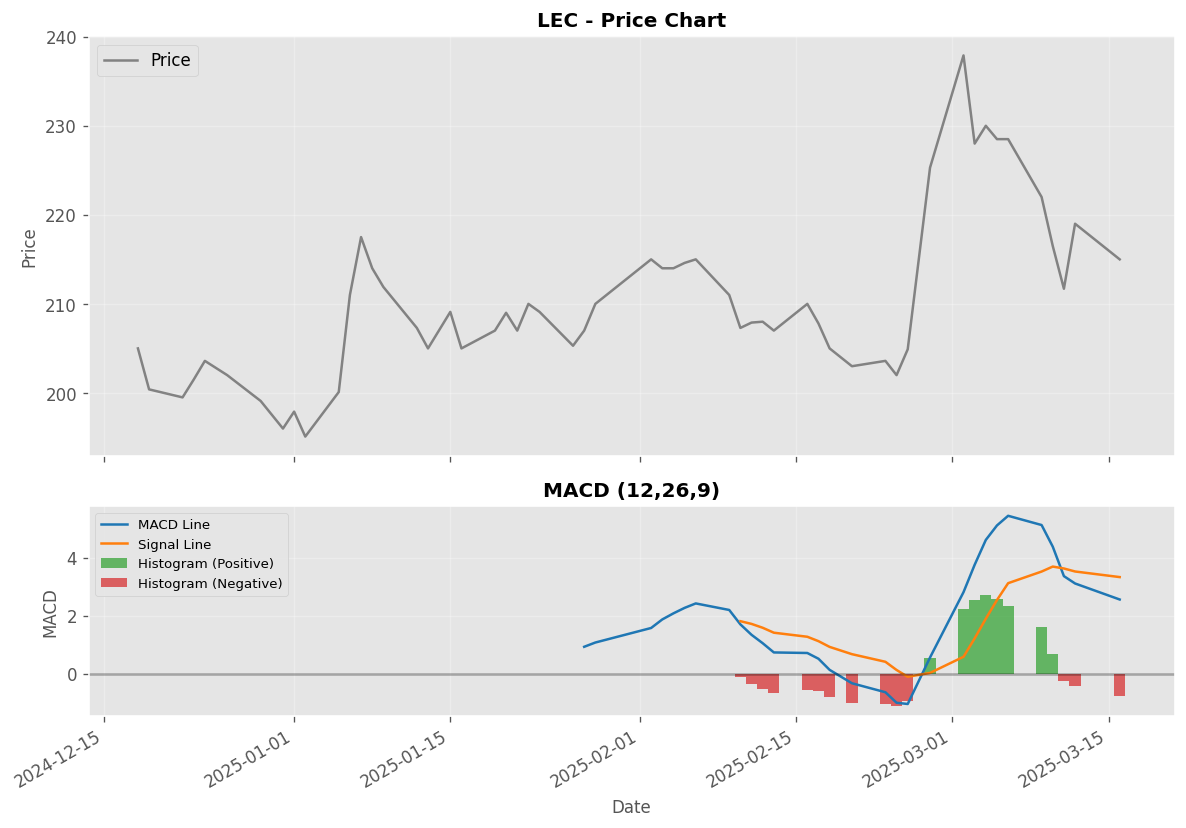 LEC - Price Chart
Price
240
230
220
210
200
Price
MACD (12,26,9)
MACD Line
Signal Line
Histogram (Positive)
Histogram (Negative)
4
2
0
MACD
2024-12-15
2025-01-01
2025-01-15
2025-02-01
2025-02-15
2025-03-01
2025-03-15
Date